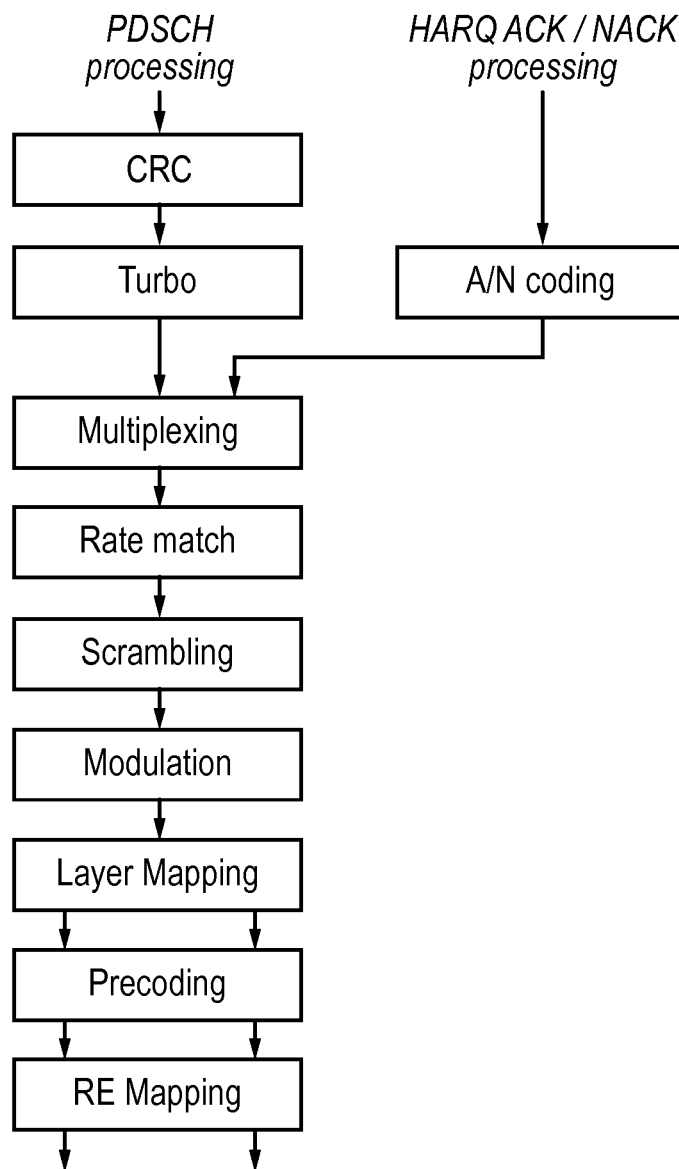 PDSCH
processing
HARQ ACK / NACK
processing
CRC
Turbo
A/N coding
Multiplexing
Rate match
Scrambling
Modulation
Layer Mapping
Precoding
RE Mapping